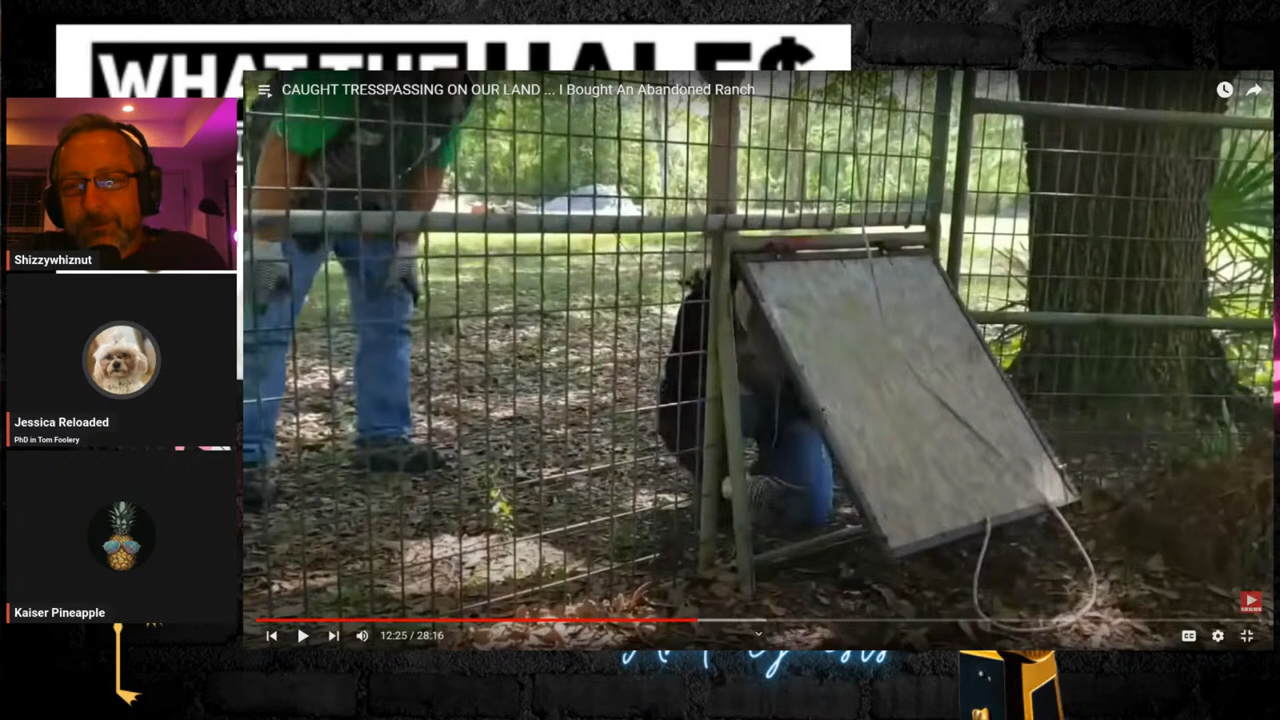 WHAT THE HALE$
CAUGHT TRESSPASSING ON OUR LAND ... I Bought An Abandoned Ranch
Shizzywhiznut
Jessica Reloaded
PhD in Tom Foolery
Kaiser Pineapple
12:25 / 28:16
CC